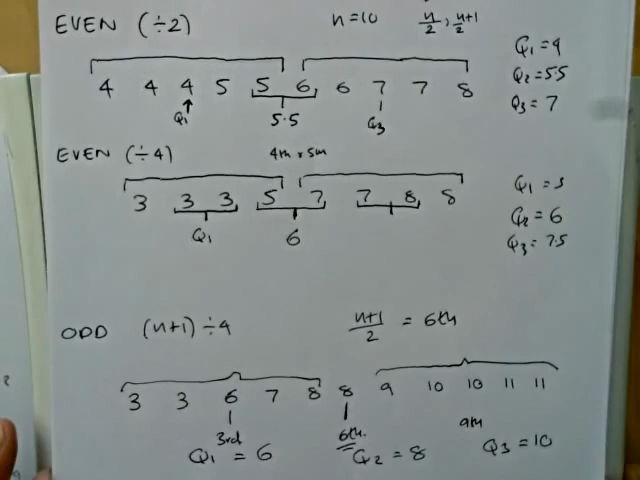 EVEN (÷2) n=10 n/2, n+1/2
4 4 4 5 5 6 6 7 7 8
Q1 5.5 Q3
Q1 = 4
Q2 = 5.5
Q3 = 7
EVEN (÷4) 4th & 5th
3 3 3 5 7 7 8 8
Q1 6
Q1 = 3
Q2 = 6
Q3 = 7.5
ODD (n+1) ÷ 4 n+1/2 = 6th
3 3 6 7 8 8 9 10 10 11 11
3rd 6th. 9th
Q1 = 6 Q2 = 8 Q3 = 10